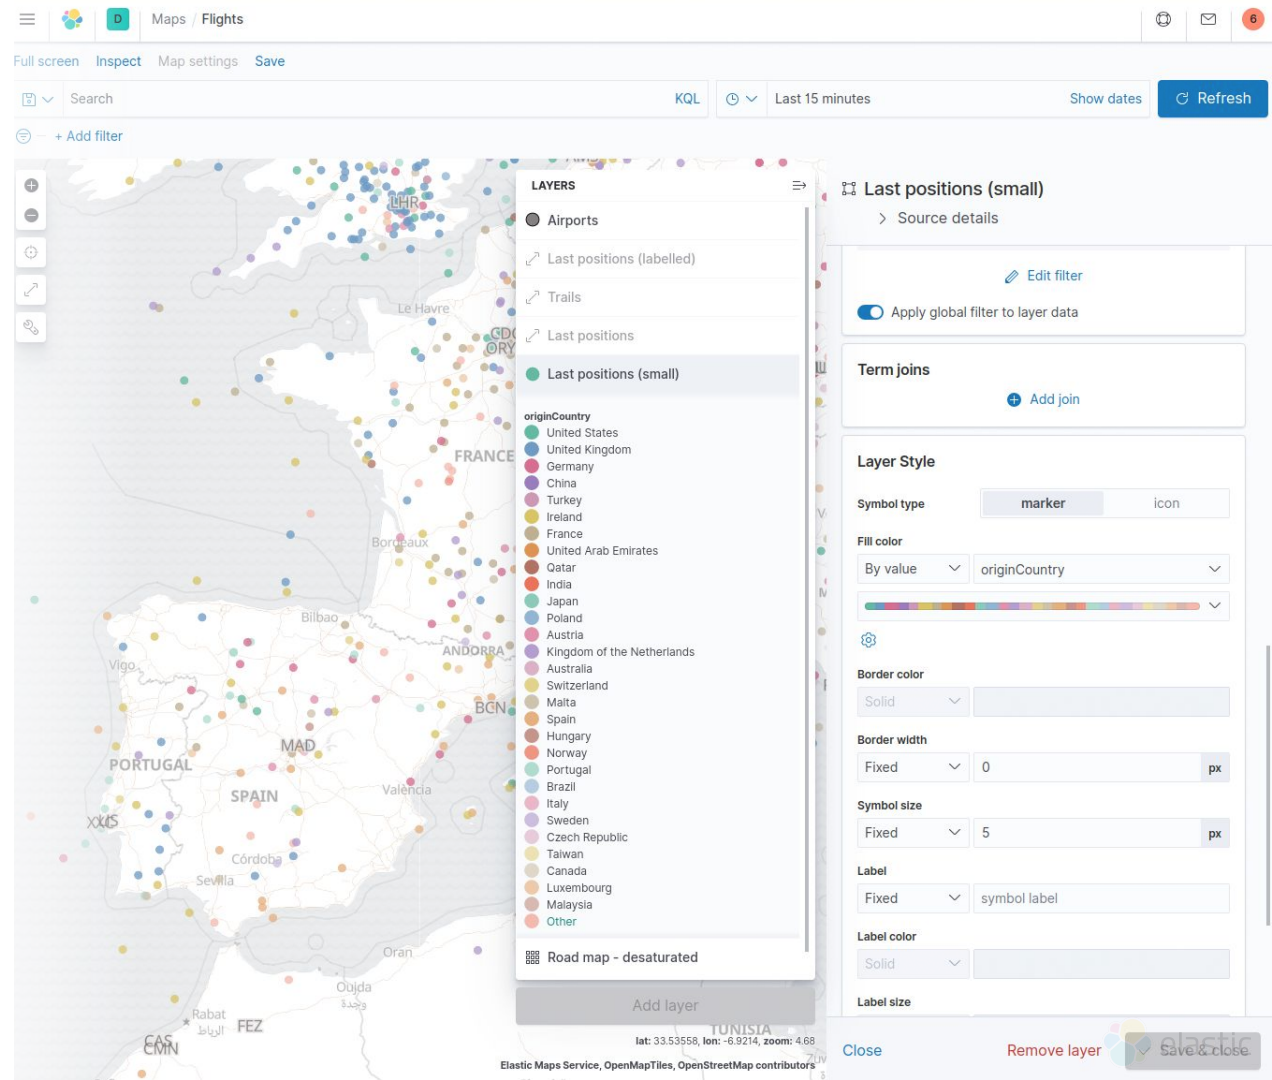 D Maps / Flights 6
Full screen Inspect Map settings Save
Search KQL Last 15 minutes Show dates Refresh
+ Add filter
LHR
Le Havre
ORY
FRANCE
Bordeaux
Bilbao
Vigo
ANDORRA
BCN
MAD
PORTUGAL
SPAIN
València
Córdoba
Sevilla
Oran
Oujda
وجدة
Rabat
الرباط
FEZ
CMN
TUNISIA
LAYERS
Airports
Last positions (labelled)
Trails
Last positions
Last positions (small)
originCountry
United States
United Kingdom
Germany
China
Turkey
Ireland
France
United Arab Emirates
Qatar
India
Japan
Poland
Austria
Kingdom of the Netherlands
Australia
Switzerland
Malta
Spain
Hungary
Norway
Portugal
Brazil
Italy
Sweden
Czech Republic
Taiwan
Canada
Luxembourg
Malaysia
Other
Road map - desaturated
Add layer
lat: 33.53558, lon: -6.9214, zoom: 4.68
Elastic Maps Service, OpenMapTiles, OpenStreetMap contributors
Last positions (small)
Source details
Edit filter
Apply global filter to layer data
Term joins
Add join
Layer Style
Symbol type marker icon
Fill color
By value originCountry
Border color
Solid
Border width
Fixed 0 px
Symbol size
Fixed 5 px
Label
Fixed symbol label
Label color
Solid
Label size
Close Remove layer Save & close
elastic